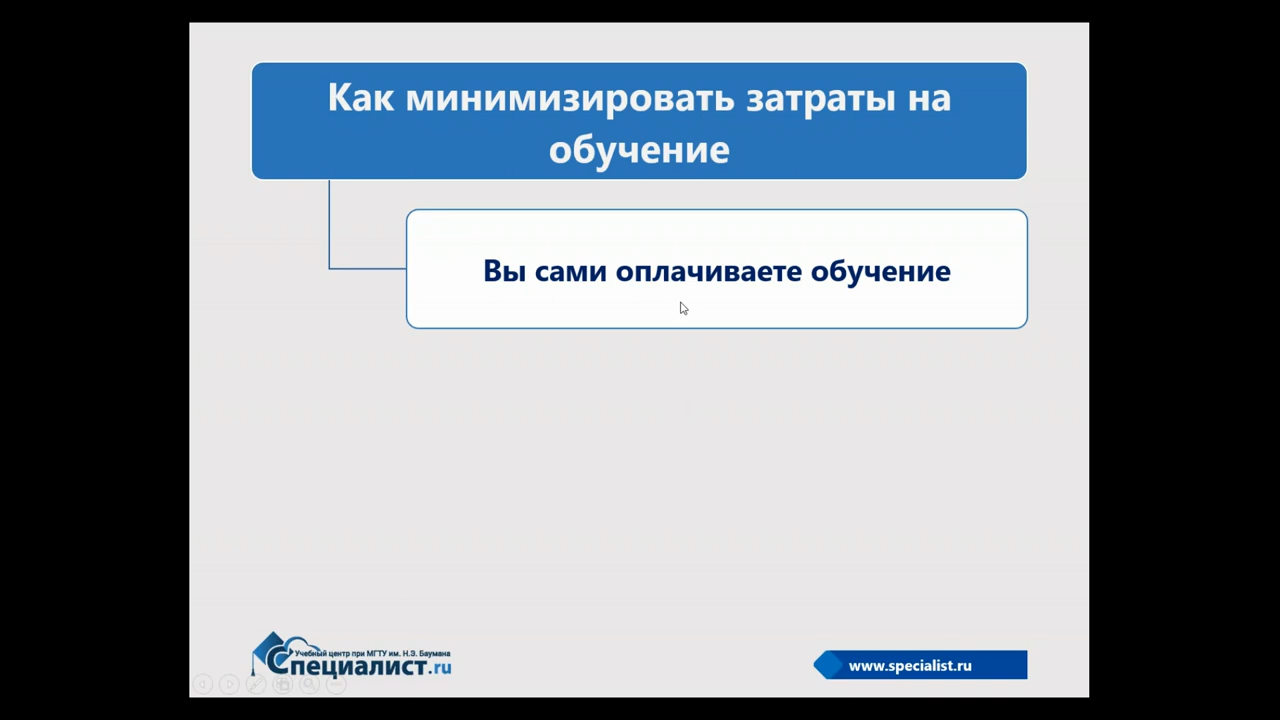 Как минимизировать затраты на
обучение
Вы сами оплачиваете обучение
Учебный центр при МГТУ им. Н.Э. Баумана
Специалист.ru
www.specialist.ru